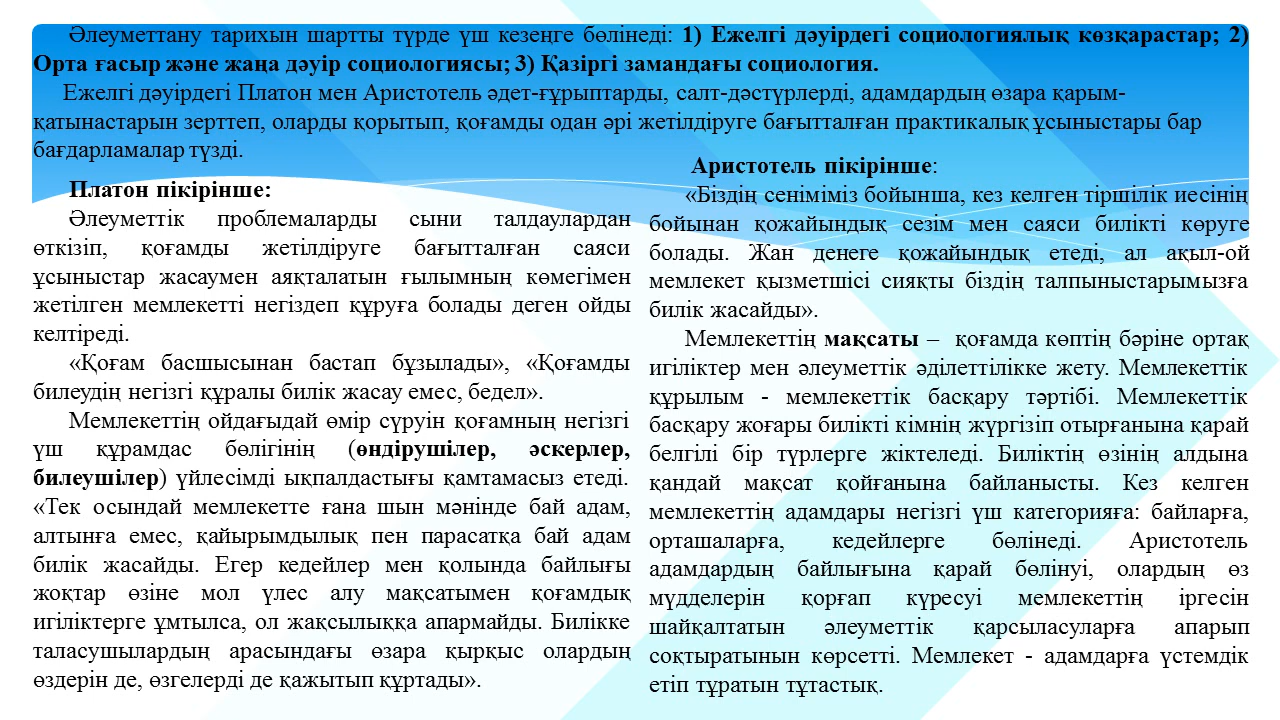 Әлеуметтану тарихын шартты түрде үш кезеңге бөлінеді: 1) Ежелгі дәуірдегі социологиялық көзқарастар; 2)
Орта ғасыр және жаңа дәуір социологиясы; 3) Қазіргі замандағы социология.
Ежелгі дәуірдегі Платон мен Аристотель әдет-ғұрыптарды, салт-дәстүрлерді, адамдардың өзара қарым-
қатынастарын зерттеп, оларды қорытып, қоғамды одан әрі жетілдіруге бағытталған практикалық ұсыныстары бар
бағдарламалар түзді.
Платон пікірінше:
Әлеуметтік проблемаларды сыни талдаулардан
өткізіп, қоғамды жетілдіруге бағытталған саяси
ұсыныстар жасаумен аяқталатын ғылымның көмегімен
жетілген мемлекетті негіздеп құруға болады деген ойды
келтіреді.
«Қоғам басшысынан бастап бұзылады», «Қоғамды
билеудің негізгі құралы билік жасау емес, бедел».
Мемлекеттің ойдағыдай өмір сүруін қоғамның негізгі
үш құрамдас бөлігінің (өндірушілер, әскерлер,
билеушілер) үйлесімді ықпалдастығы қамтамасыз етеді.
«Тек осындай мемлекетте ғана шын мәнінде бай адам,
алтынға емес, қайырымдылық пен парасатқа бай адам
билік жасайды. Егер кедейлер мен қолында байлығы
жоқтар өзіне мол үлес алу мақсатымен қоғамдық
игіліктерге ұмтылса, ол жақсылыққа апармайды. Билікке
таласушылардың арасындағы өзара қырқыс олардың
өздерін де, өзгелерді де қажытып құртады».
Аристотель пікірінше:
«Біздің сеніміміз бойынша, кез келген тіршілік иесінің
бойынан қожайындық сезім мен саяси билікті көруге
болады. Жан денеге қожайындық етеді, ал ақыл-ой
мемлекет қызметшісі сияқты біздің талпыныстарымызға
билік жасайды».
Мемлекеттің мақсаты – қоғамда көптің бәріне ортақ
игіліктер мен әлеуметтік әділеттілікке жету. Мемлекеттік
құрылым - мемлекеттік басқару тәртібі. Мемлекеттік
басқару жоғары билікті кімнің жүргізіп отырғанына қарай
белгілі бір түрлерге жіктеледі. Биліктің өзінің алдына
қандай мақсат қойғанына байланысты. Кез келген
мемлекеттің адамдары негізгі үш категорияға: байларға,
орташаларға, кедейлерге бөлінеді. Аристотель
адамдардың байлығына қарай бөлінуі, олардың өз
мүдделерін қорғап күресуі мемлекеттің іргесін
шайқалтатын әлеуметтік қарсыласуларға апарып
соқтыратынын көрсетті. Мемлекет - адамдарға үстемдік
етіп тұратын тұтастық.